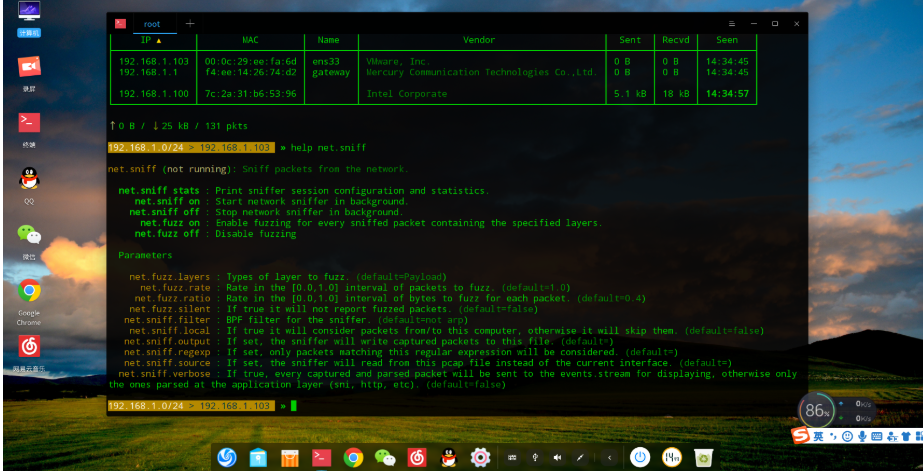 计算机
录屏
终端
QQ
微信
Google
Chrome
网易云音乐
root
IP ▲ MAC Name Vendor Sent Recvd Seen
192.168.1.103 00:0c:29:ee:fa:6d ens33 VMware, Inc. 0 B 0 B 14:34:45
192.168.1.1 f4:ee:14:26:74:d2 gateway Mercury Communication Technologies Co.,Ltd. 0 B 0 B 14:34:45
192.168.1.100 7c:2a:31:b6:53:96 Intel Corporate 5.1 kB 18 kB 14:34:57
↑ 0 B / ↓ 25 kB / 131 pkts
192.168.1.0/24 > 192.168.1.103 » help net.sniff
net.sniff (not running): Sniff packets from the network.
net.sniff stats : Print sniffer session configuration and statistics.
net.sniff on : Start network sniffer in background.
net.sniff off : Stop network sniffer in background.
net.fuzz on : Enable fuzzing for every sniffed packet containing the specified layers.
net.fuzz off : Disable fuzzing
Parameters
net.fuzz.layers : Types of layer to fuzz. (default=Payload)
net.fuzz.rate : Rate in the [0.0,1.0] interval of packets to fuzz. (default=1.0)
net.fuzz.ratio : Rate in the [0.0,1.0] interval of bytes to fuzz for each packet. (default=0.4)
net.fuzz.silent : If true it will not report fuzzed packets. (default=false)
net.sniff.filter : BPF filter for the sniffer. (default=not arp)
net.sniff.local : If true it will consider packets from/to this computer, otherwise it will skip them. (default=false)
net.sniff.output : If set, the sniffer will write captured packets to this file. (default=)
net.sniff.regexp : If set, only packets matching this regular expression will be considered. (default=)
net.sniff.source : If set, the sniffer will read from this pcap file instead of the current interface. (default=)
net.sniff.verbose : If true, every captured and parsed packet will be sent to the events.stream for displaying, otherwise only
the ones parsed at the application layer (sni, http, etc). (default=false)
192.168.1.0/24 > 192.168.1.103 »
86%
0K/s
0K/s
英